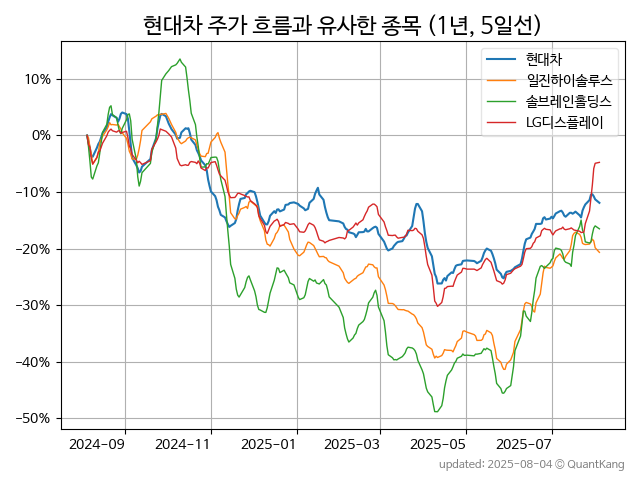 현대차 주가 흐름과 유사한 종목 (1년, 5일선)
현대차
일진하이솔루스
솔브레인홀딩스
LG디스플레이
10%
0%
−10%
−20%
−30%
−40%
−50%
2024-09 2024-11 2025-01 2025-03 2025-05 2025-07
updated: 2025-08-04 © QuantKang